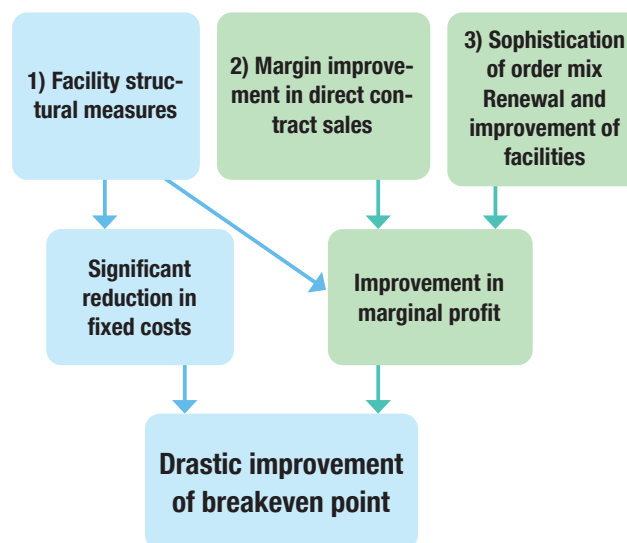 1) Facility struc-
tural measures
2) Margin improve-
ment in direct con-
tract sales
3) Sophistication
of order mix
Renewal and
improvement of
facilities
Significant
reduction in
fixed costs
Improvement in
marginal profit
Drastic improvement
of breakeven point